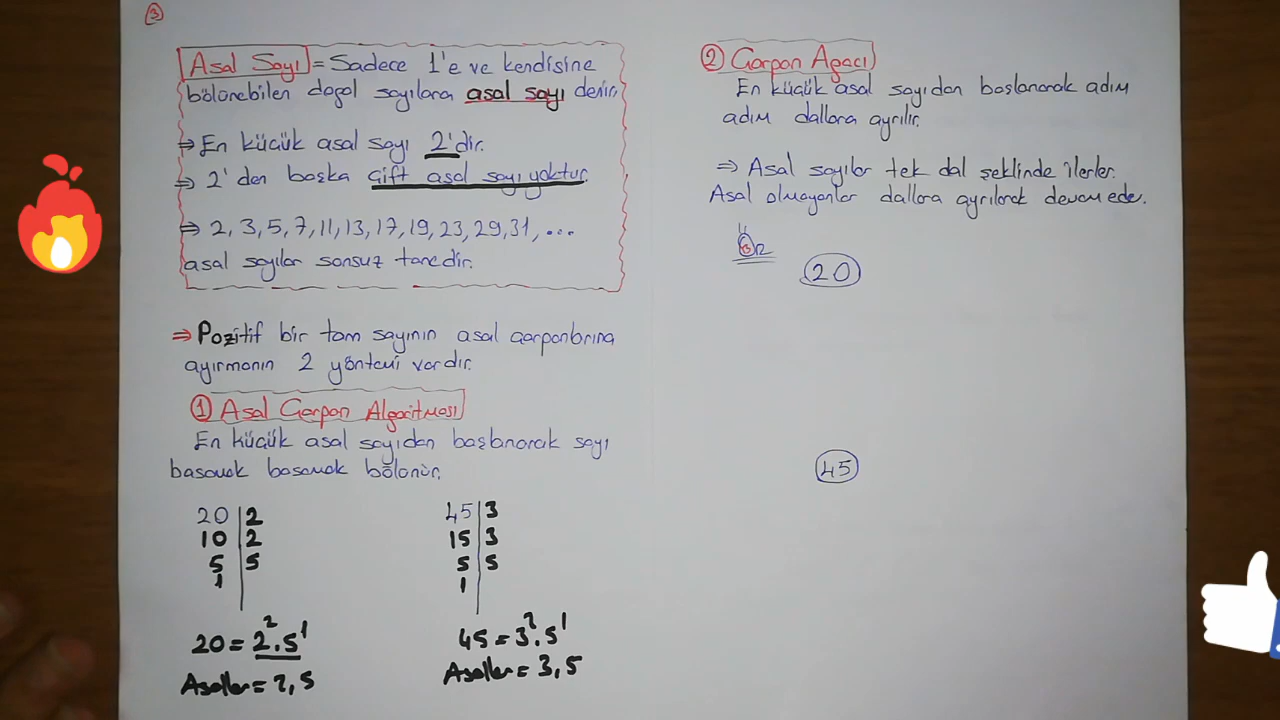 3
Asal Sayı = Sadece 1'e ve kendisine
bölünebilen doğal sayılara asal sayı denir.
⇒ En küçük asal sayı 2'dir.
⇒ 2'den başka çift asal sayı yoktur.
⇒ 2, 3, 5, 7, 11, 13, 17, 19, 23, 29, 31, ...
asal sayılar sonsuz tanedir.
⇒ Pozitif bir tam sayının asal çarpanlarına
ayırmanın 2 yöntemi vardır.
① Asal Çarpan Algoritması
En küçük asal sayıdan başlanarak sayı
basamak basamak bölünür.
20 | 2
10 | 2
5 | 5
1
20 = 2². 5¹
Asallar = 2, 5
45 | 3
15 | 3
5 | 5
1
45 = 3². 5¹
Asallar = 3, 5
② Çarpan Ağacı
En küçük asal sayıdan başlanarak adım
adım dallara ayrılır.
⇒ Asal sayılar tek dal şeklinde ilerler.
Asal olmayanlar dallara ayrılarak devam eder.
Ör
20
45